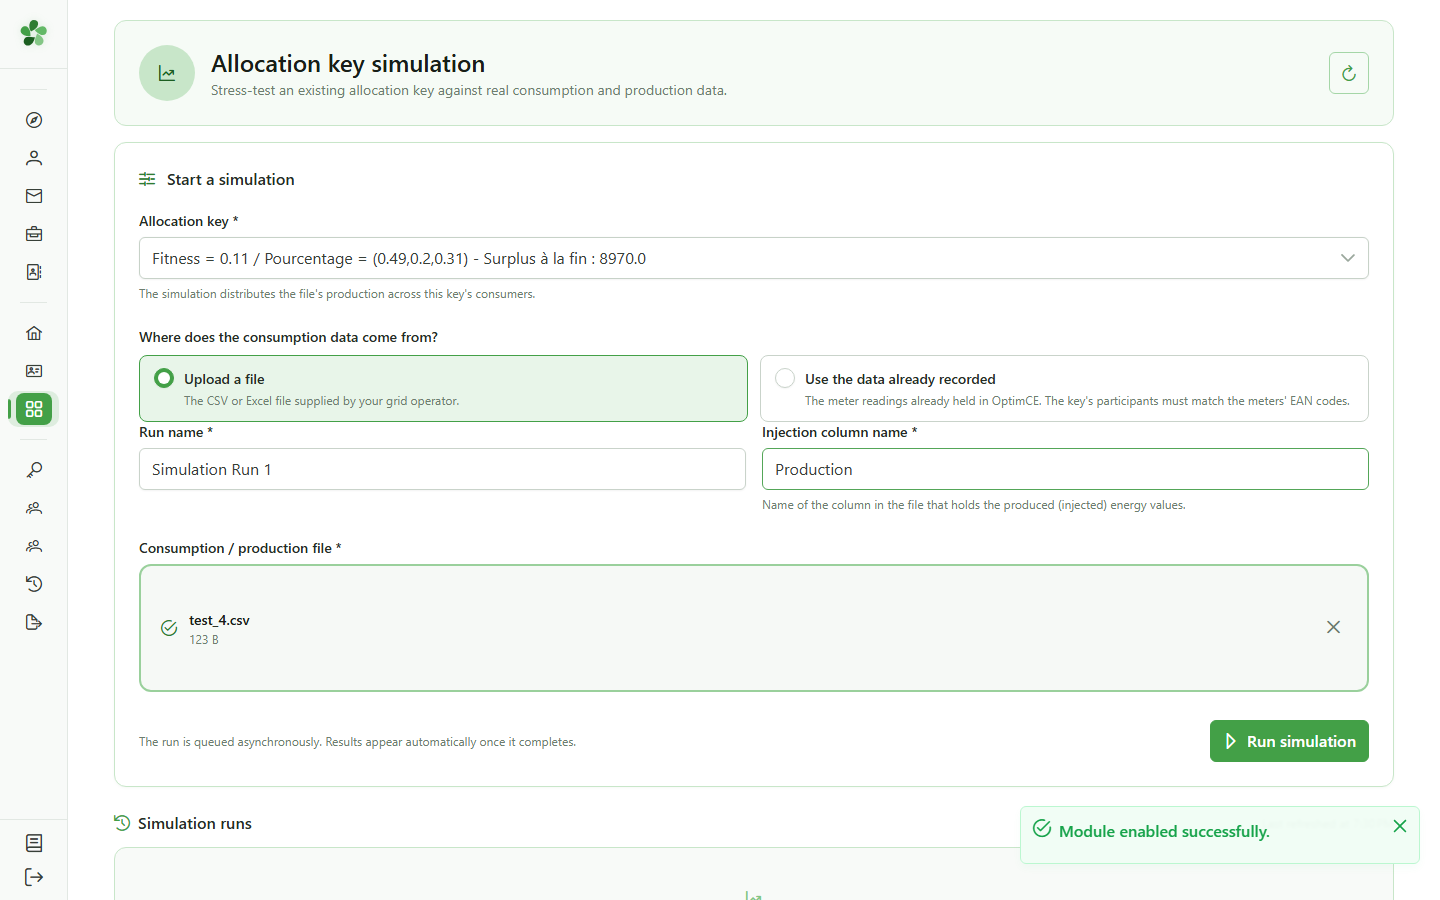 Allocation key simulation
Stress-test an existing allocation key against real consumption and production data.
Start a simulation
Allocation key *
Fitness = 0.11 / Pourcentage = (0.49,0.2,0.31) - Surplus à la fin : 8970.0
The simulation distributes the file's production across this key's consumers.
Where does the consumption data come from?
Upload a file
The CSV or Excel file supplied by your grid operator.
Use the data already recorded
The meter readings already held in OptimCE. The key's participants must match the meters' EAN codes.
Run name *
Simulation Run 1
Injection column name *
Production
Name of the column in the file that holds the produced (injected) energy values.
Consumption / production file *
test_4.csv
123 B
The run is queued asynchronously. Results appear automatically once it completes.
Run simulation
Simulation runs
Module enabled successfully.